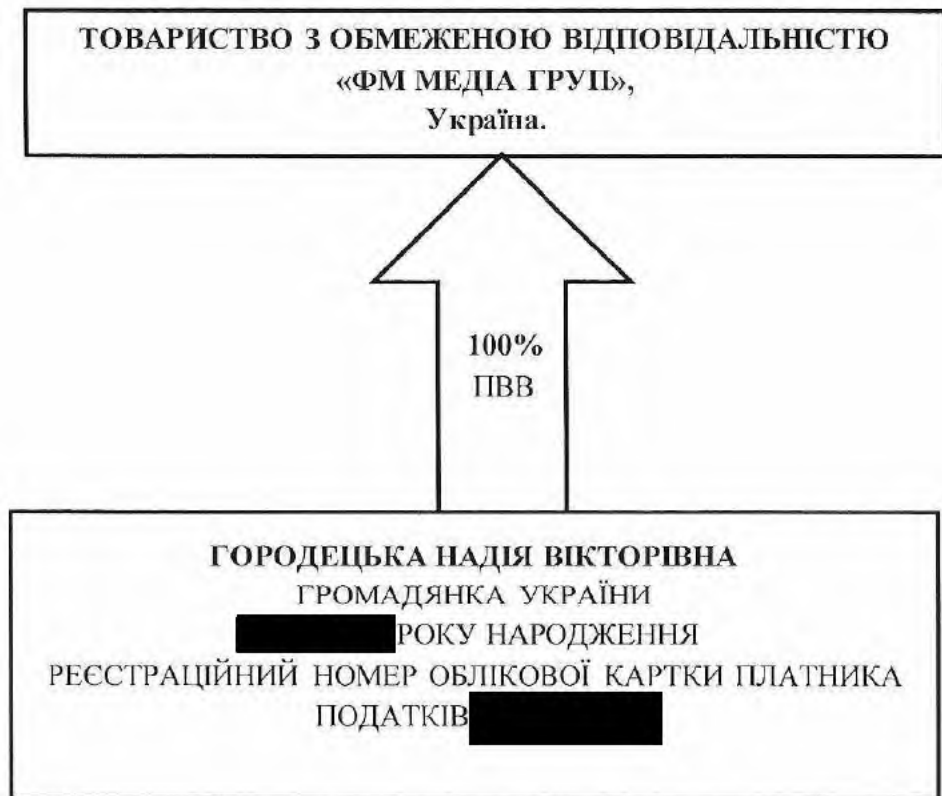 ТОВАРИСТВО З ОБМЕЖЕНОЮ ВІДПОВІДАЛЬНІСТЮ
«ФМ МЕДІА ГРУП»,
Україна.
100%
ПВВ
ГОРОДЕЦЬКА НАДІЯ ВІКТОРІВНА
ГРОМАДЯНКА УКРАЇНИ
РОКУ НАРОДЖЕННЯ
РЕЄСТРАЦІЙНИЙ НОМЕР ОБЛІКОВОЇ КАРТКИ ПЛАТНИКА
ПОДАТКІВ